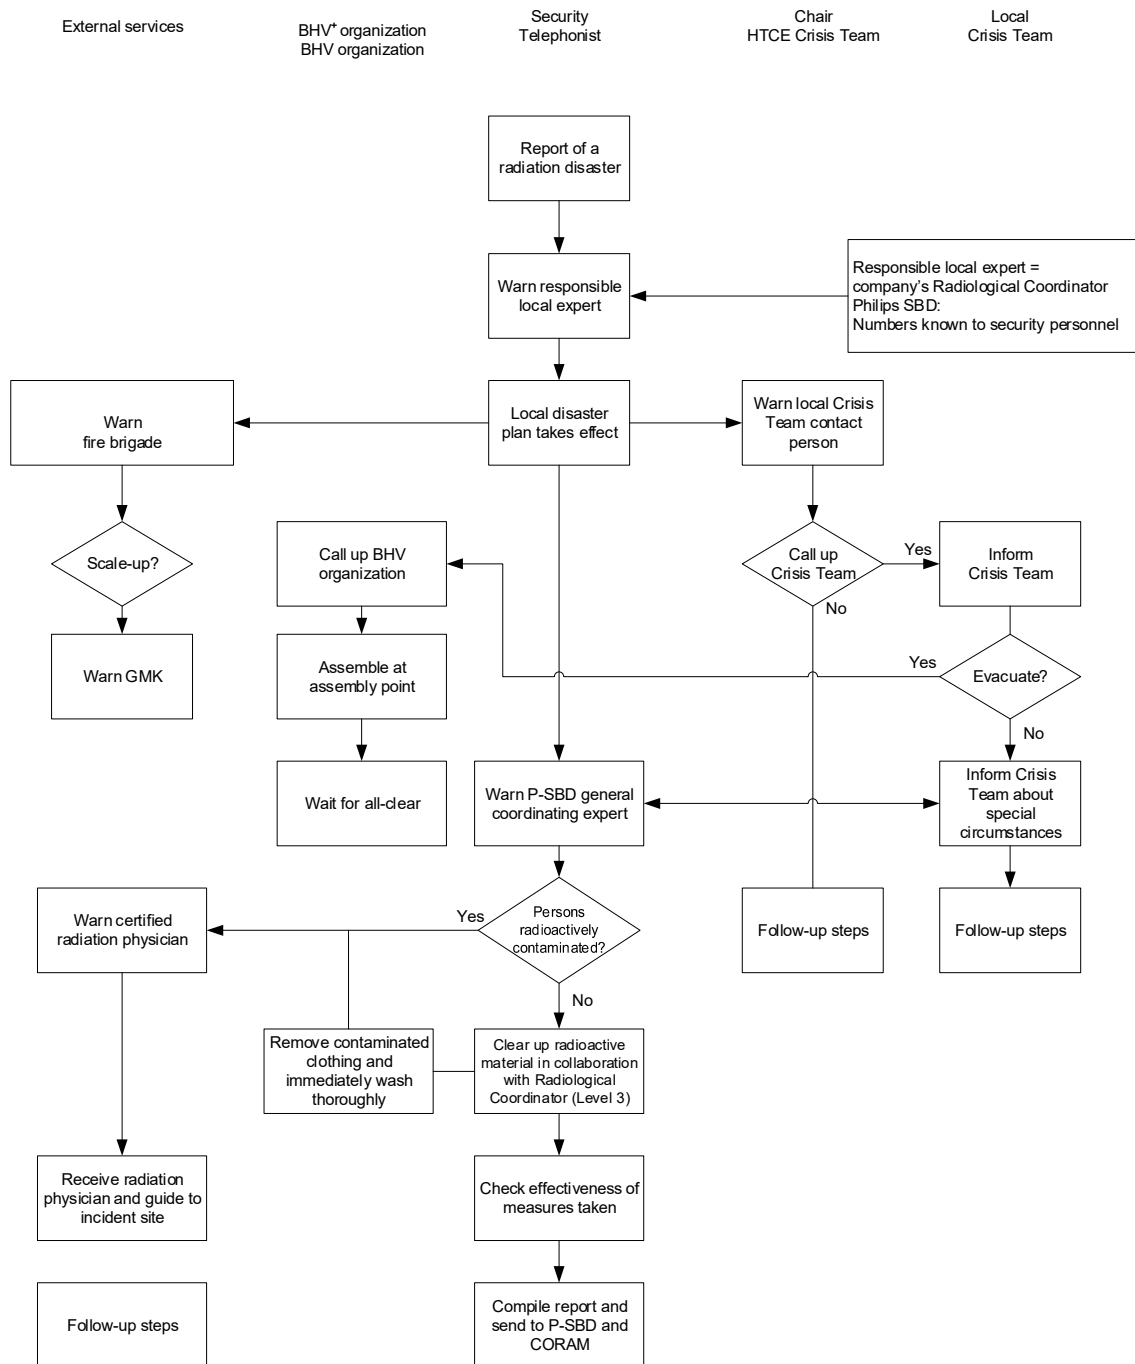 External services
BHV+ organization
BHV organization
Security
Telephonist
Chair
HTCE Crisis Team
Local
Crisis Team
Report of a
radiation disaster
Warn responsible
local expert
Responsible local expert =
company's Radiological Coordinator
Philips SBD:
Numbers known to security personnel
Warn
fire brigade
Local disaster
plan takes effect
Warn local Crisis
Team contact
person
Scale-up?
Call up BHV
organization
Call up
Crisis Team
Yes
No
Inform
Crisis Team
Warn GMK
Assemble at
assembly point
Yes
Evacuate?
No
Wait for all-clear
Warn P-SBD general
coordinating expert
Inform Crisis
Team about
special
circumstances
Warn certified
radiation physician
Yes
Persons
radioactively
contaminated?
No
Follow-up steps
Follow-up steps
Remove contaminated
clothing and
immediately wash
thoroughly
Clear up radioactive
material in collaboration
with Radiological
Coordinator (Level 3)
Receive radiation
physician and guide to
incident site
Check effectiveness of
measures taken
Follow-up steps
Compile report and
send to P-SBD and
CORAM